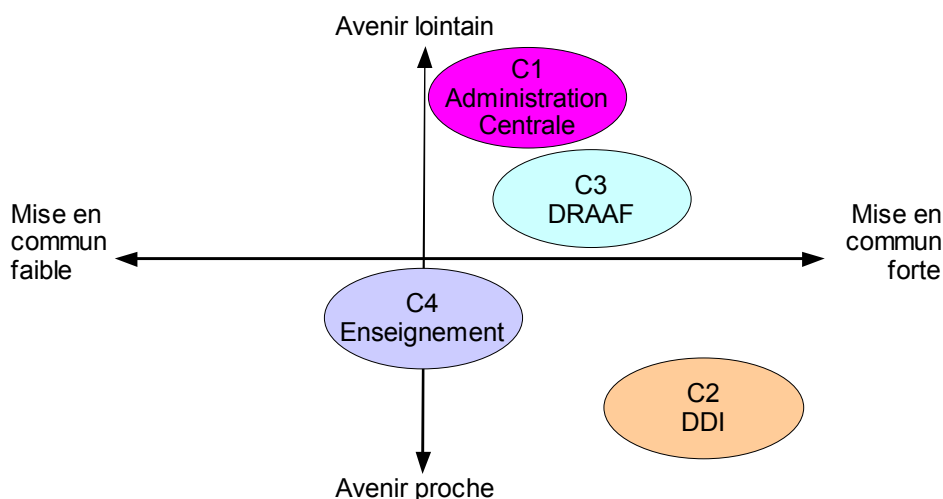 Avenir lointain
C1
Administration
Centrale
C3
DRAAF
Mise en
commun
faible
Mise en
commun
forte
C4
Enseignement
C2
DDI
Avenir proche